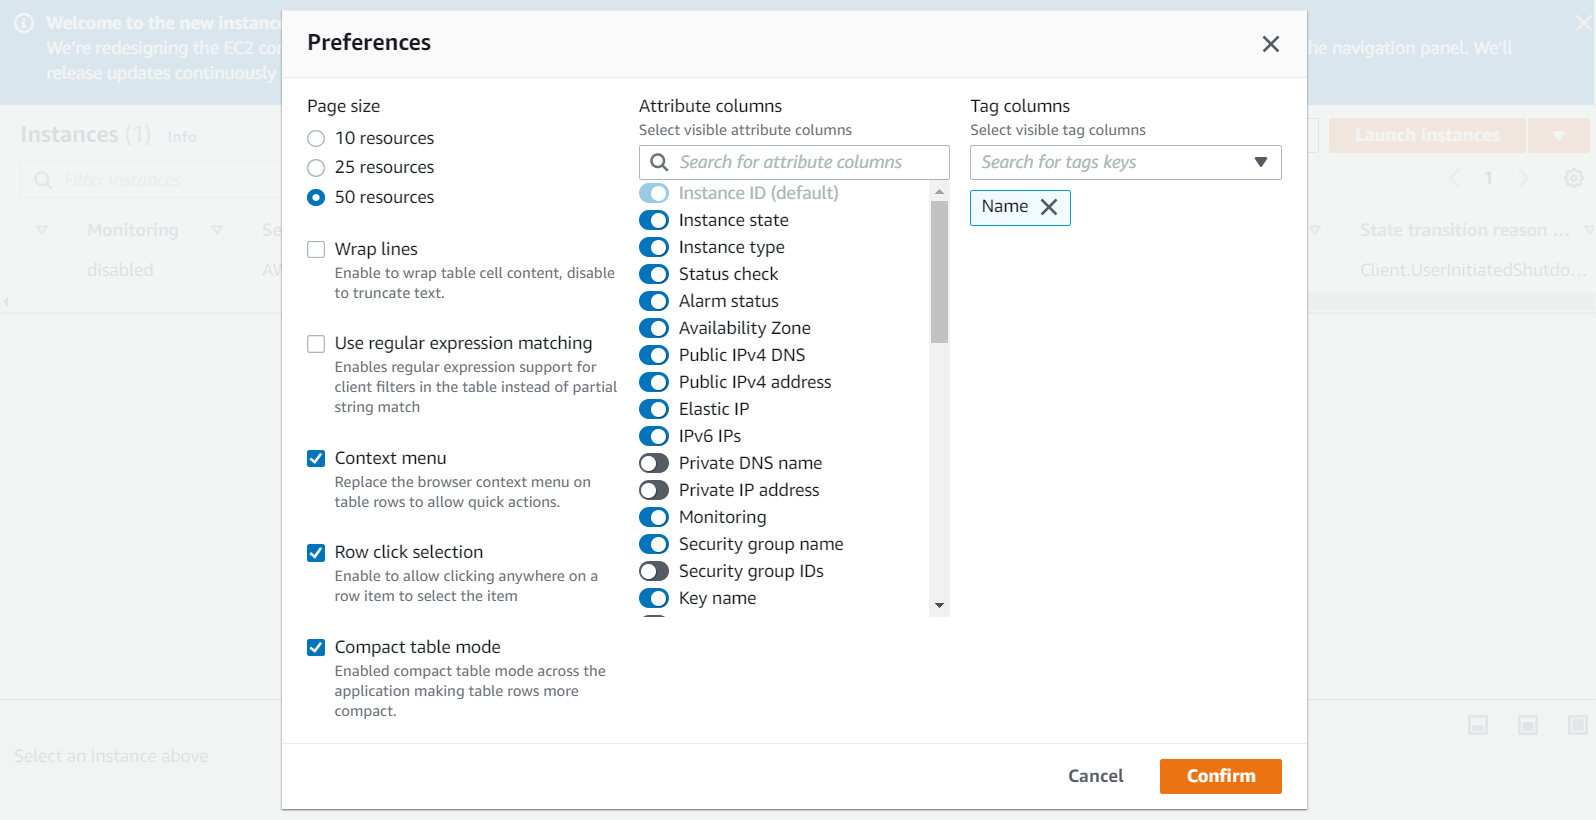 Welcome to the new instanc
We're redesigning the EC2 con
release updates continuously
he navigation panel. We'll
Instances (1) Info
Launch instances
Filter instances
1
Monitoring
Se
State transition reason ...
disabled
AW
Client.UserInitiatedShutdo...
Select an instance above
Preferences
Page size
10 resources
25 resources
50 resources
Wrap lines
Enable to wrap table cell content, disable
to truncate text.
Use regular expression matching
Enables regular expression support for
client filters in the table instead of partial
string match
Context menu
Replace the browser context menu on
table rows to allow quick actions.
Row click selection
Enable to allow clicking anywhere on a
row item to select the item
Compact table mode
Enabled compact table mode across the
application making table rows more
compact.
Attribute columns
Select visible attribute columns
Search for attribute columns
Instance ID (default)
Instance state
Instance type
Status check
Alarm status
Availability Zone
Public IPv4 DNS
Public IPv4 address
Elastic IP
IPv6 IPs
Private DNS name
Private IP address
Monitoring
Security group name
Security group IDs
Key name
Tag columns
Select visible tag columns
Search for tags keys
Name
Cancel
Confirm